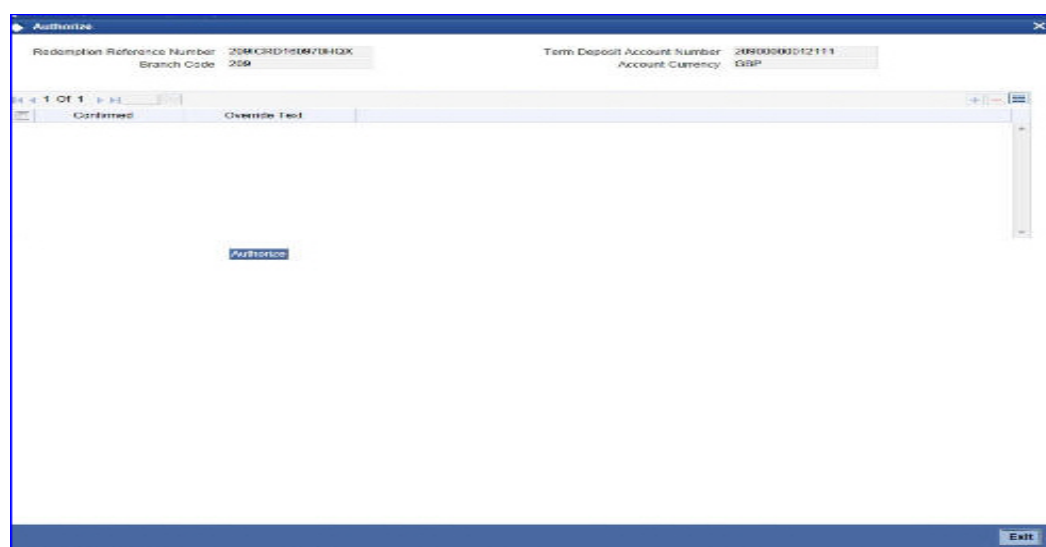 Authorize
Redemption Reference Number
Term Deposit Account Number
Branch Code 209
Account Currency GBP
1 Of 1
Confirmed Override Text
Authorize
Exit